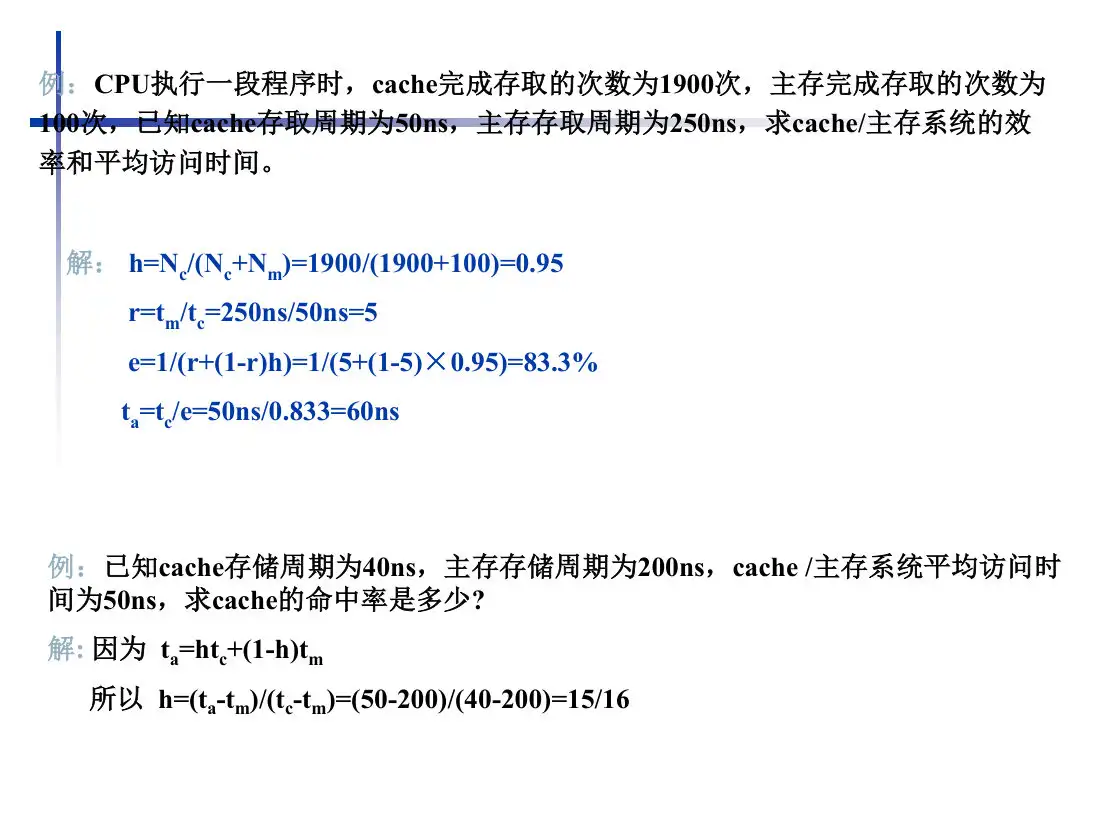 例：CPU执行一段程序时，cache完成存取的次数为1900次，主存完成存取的次数为
100次，已知cache存取周期为50ns，主存存取周期为250ns，求cache/主存系统的效
率和平均访问时间。
解： h=Nc/(Nc+Nm)=1900/(1900+100)=0.95
r=tm/tc=250ns/50ns=5
e=1/(r+(1-r)h)=1/(5+(1-5)×0.95)=83.3%
ta=tc/e=50ns/0.833=60ns
例：已知cache存储周期为40ns，主存存储周期为200ns，cache /主存系统平均访问时
间为50ns，求cache的命中率是多少?
解: 因为 ta=htc+(1-h)tm
所以 h=(ta-tm)/(tc-tm)=(50-200)/(40-200)=15/16